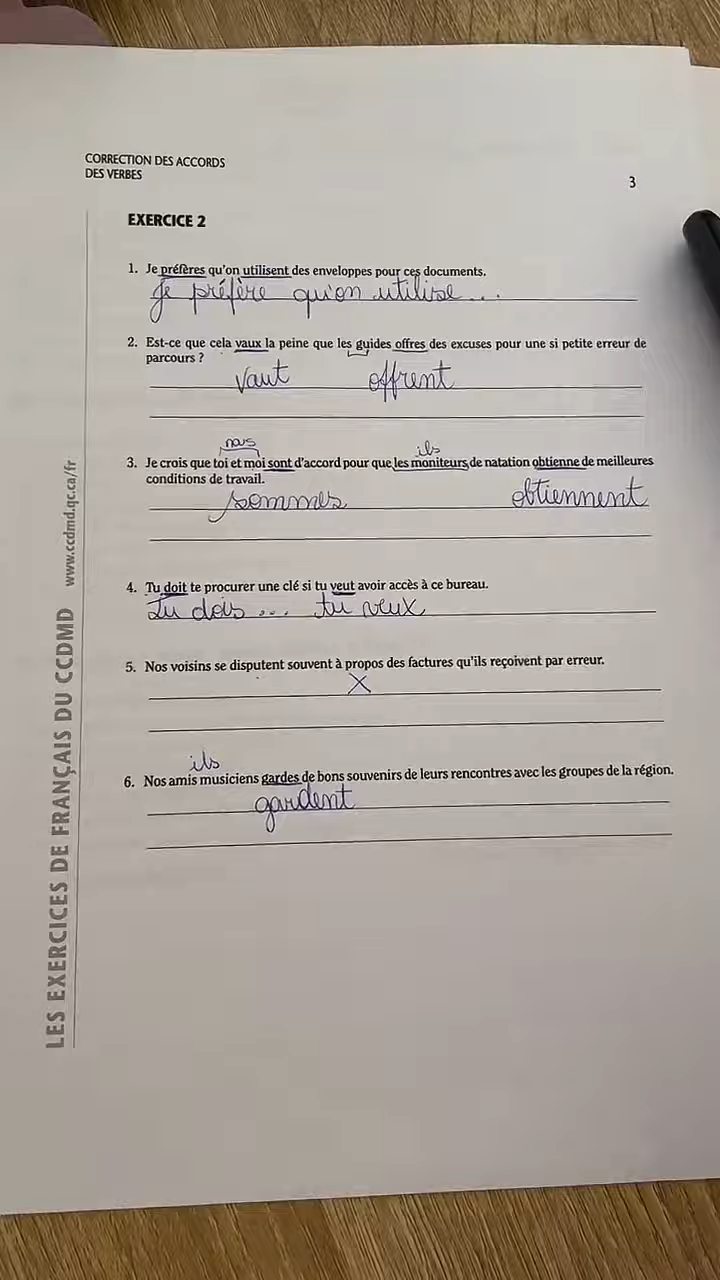 CORRECTION DES ACCORDS
DES VERBES
3
EXERCICE 2
1. Je préfères qu'on utilisent des enveloppes pour ces documents.
Je préfère qu'on utilise...
2. Est-ce que cela vaux la peine que les guides offres des excuses pour une si petite erreur de
parcours ?
vaut offrent
nous ils
3. Je crois que toi et moi sont d'accord pour que les moniteurs de natation obtienne de meilleures
conditions de travail.
sommes obtiennent
4. Tu doit te procurer une clé si tu veut avoir accès à ce bureau.
Tu dois ... tu veux
5. Nos voisins se disputent souvent à propos des factures qu'ils reçoivent par erreur.
X
ils
6. Nos amis musiciens gardes de bons souvenirs de leurs rencontres avec les groupes de la région.
gardent
LES EXERCICES DE FRANÇAIS DU CCDMD www.ccdmd.qc.ca/fr